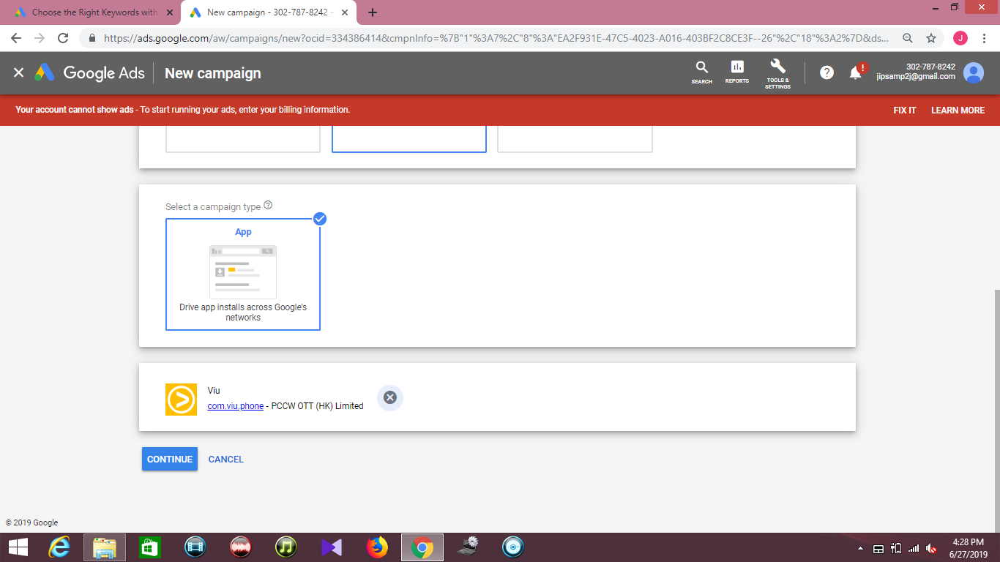 Choose the Right Keywords with
New campaign - 302-787-8242 -
https://ads.google.com/aw/campaigns/new?ocid=334386414&cmpnInfo=%7B"1"%3A7%2C"8"%3A"EA2F931E-47C5-4023-A016-403BF2C8CE3F--26"%2C"18"%3A2%7D&ds...
J
Google Ads
New campaign
SEARCH
REPORTS
TOOLS &
SETTINGS
?
!
302-787-8242
jipsamp2j@gmail.com
Your account cannot show ads - To start running your ads, enter your billing information.
FIX IT
LEARN MORE
Select a campaign type ?
App
Drive app installs across Google's
networks
Viu
com.viu.phone - PCCW OTT (HK) Limited
CONTINUE
CANCEL
© 2019 Google
4:28 PM
6/27/2019